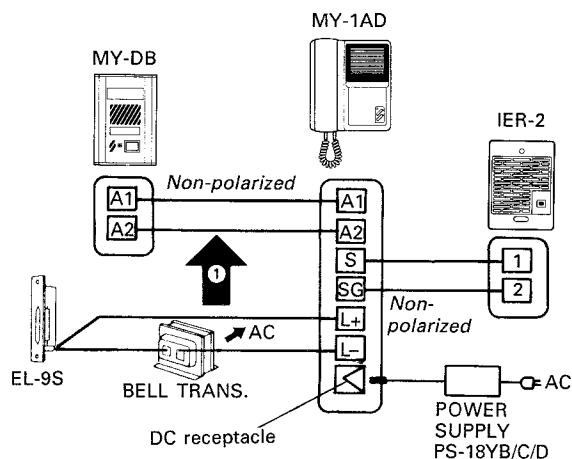 MY-1AD
MY-DB
IER-2
Non-polarized
A1
A1
A2
A2
S
1
1
SG
2
Non-
polarized
L+
AC
L−
EL-9S
BELL TRANS.
AC
DC receptacle
POWER
SUPPLY
PS-18YB/C/D